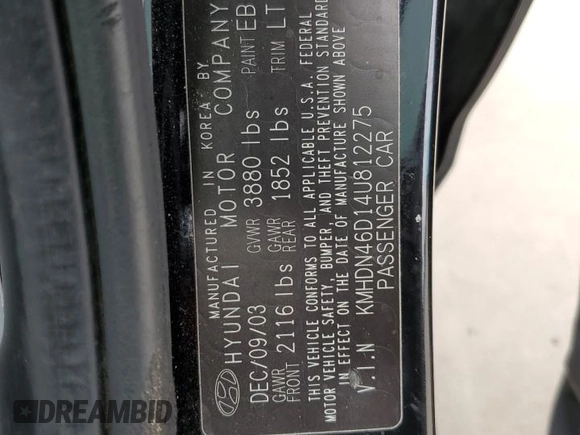 MANUFACTURED IN KOREA BY
HYUNDAI MOTOR COMPANY
DEC/09/03 GVWR 3880 lbs PAINT EB
GAWR FRONT 2116 lbs GAWR REAR 1852 lbs TRIM LT
THIS VEHICLE CONFORMS TO ALL APPLICABLE U.S.A. FEDERAL
MOTOR VEHICLE SAFETY, BUMPER, AND THEFT PREVENTION STANDARD
IN EFFECT ON THE DATE OF MANUFACTURE SHOWN ABOVE
V.I.N KMHDN46D14U812275
PASSENGER CAR
DREAMBID